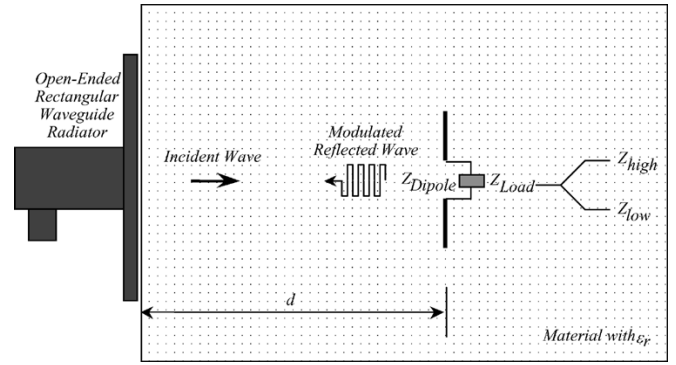 Open-Ended
Rectangular
Waveguide
Radiator
Incident Wave
Modulated
Reflected Wave
Z_Dipole
Z_Load
Z_high
Z_low
d
Material with ε_r